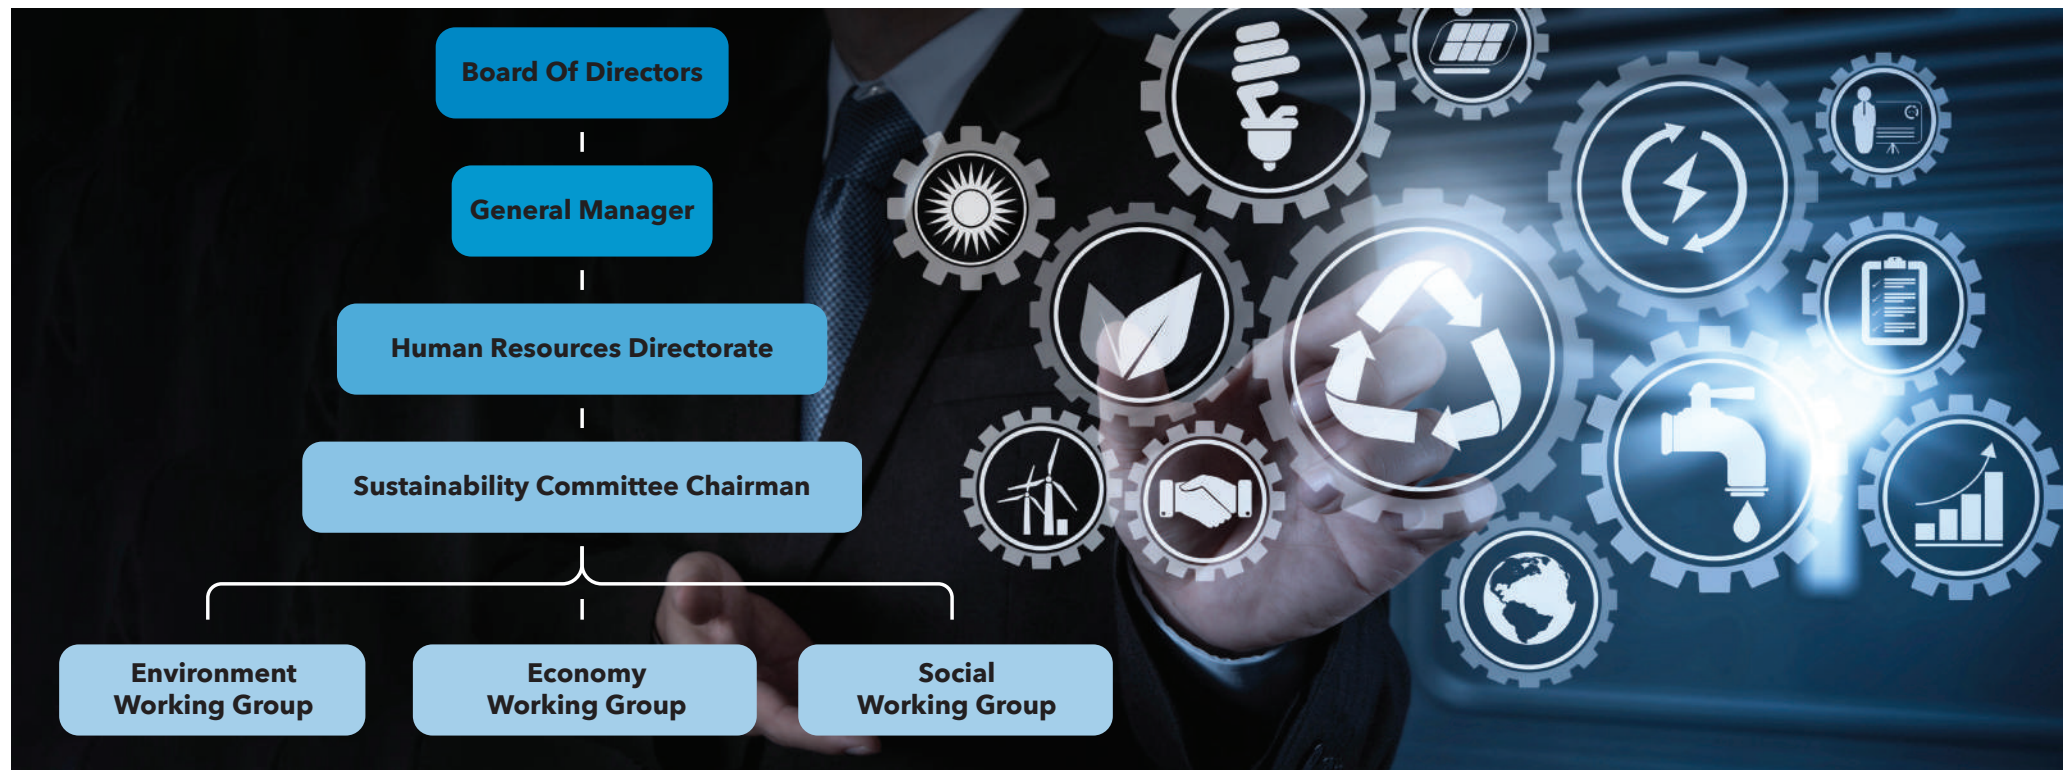 Board Of Directors
General Manager
Human Resources Directorate
Sustainability Committee Chairman
Environment
Working Group
Economy
Working Group
Social
Working Group